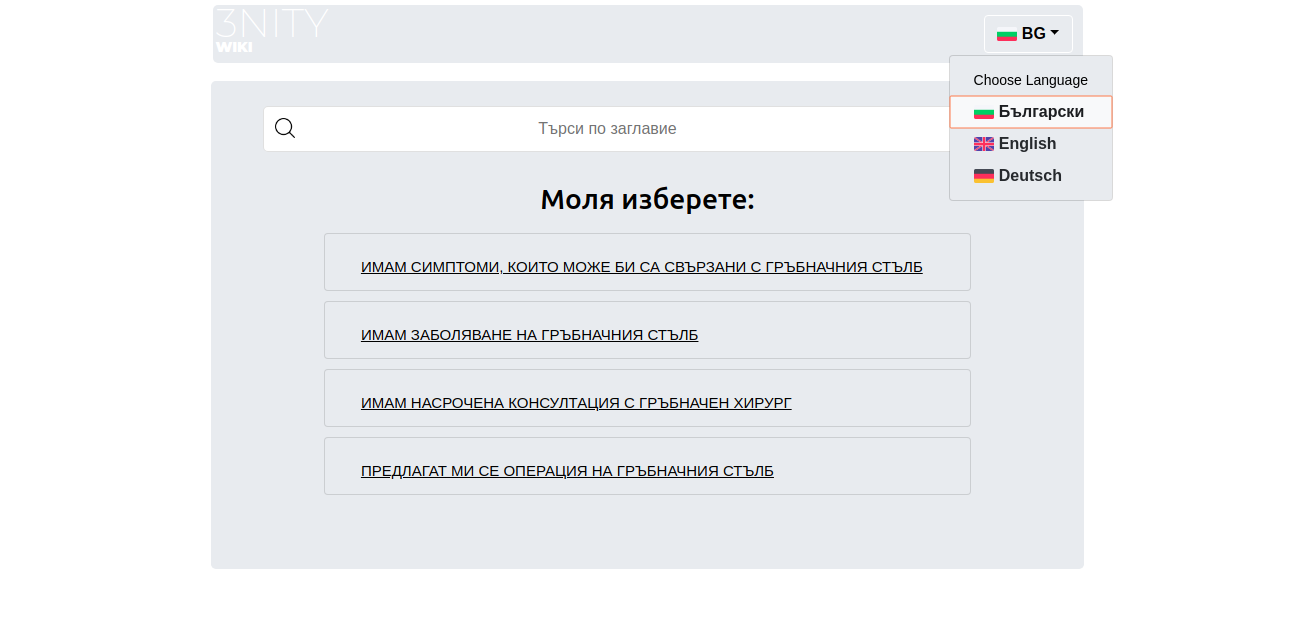 3NITY
WIKI
BG
Choose Language
Български
English
Deutsch
Търси по заглавие
Моля изберете:
ИМАМ СИМПТОМИ, КОИТО МОЖЕ БИ СА СВЪРЗАНИ С ГРЪБНАЧНИЯ СТЪЛБ
ИМАМ ЗАБОЛЯВАНЕ НА ГРЪБНАЧНИЯ СТЪЛБ
ИМАМ НАСРОЧЕНА КОНСУЛТАЦИЯ С ГРЪБНАЧЕН ХИРУРГ
ПРЕДЛАГАТ МИ СЕ ОПЕРАЦИЯ НА ГРЪБНАЧНИЯ СТЪЛБ